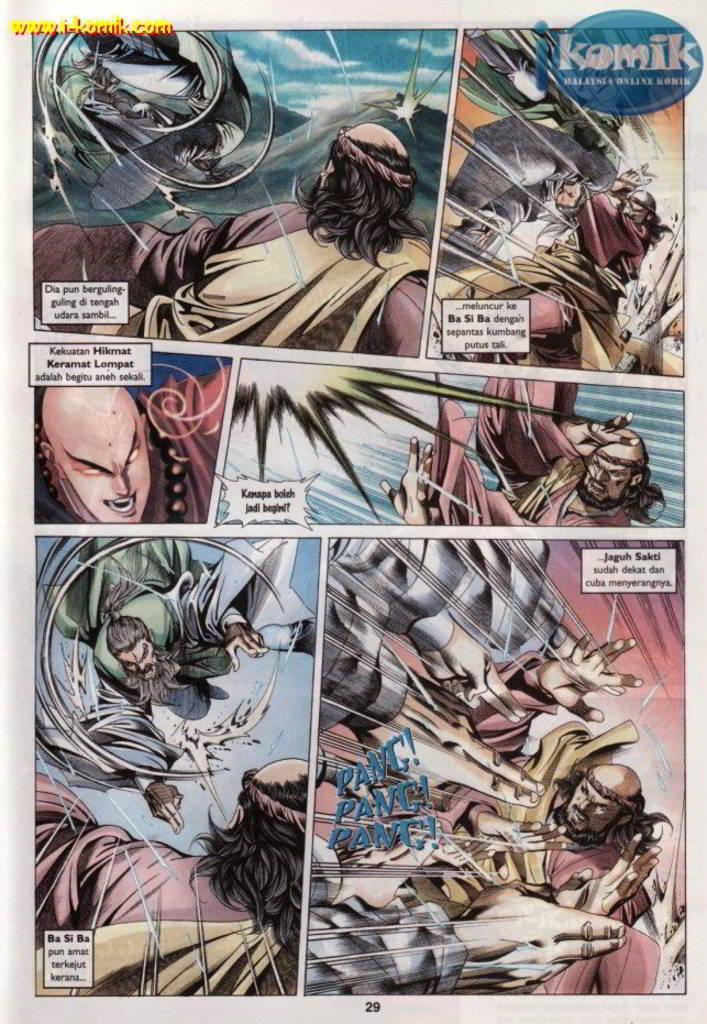 www.i-komik.com
i komik
MALAYSIA ONLINE KOMIK
Dia pun berguling-
guling di tengah
udara sambil...
...meluncur ke
Ba Si Ba dengan
sepantas kumbang
putus tali.
Kekuatan Hikmat
Keramat Lompat
adalah begitu aneh sekali.
Kenapa boleh
jadi begini?
Ba Si Ba
pun amat
terkejut
kerana...
...Jaguh Sakti
sudah dekat dan
cuba menyerangnya.
PANG!
PANG!
PANG!
29